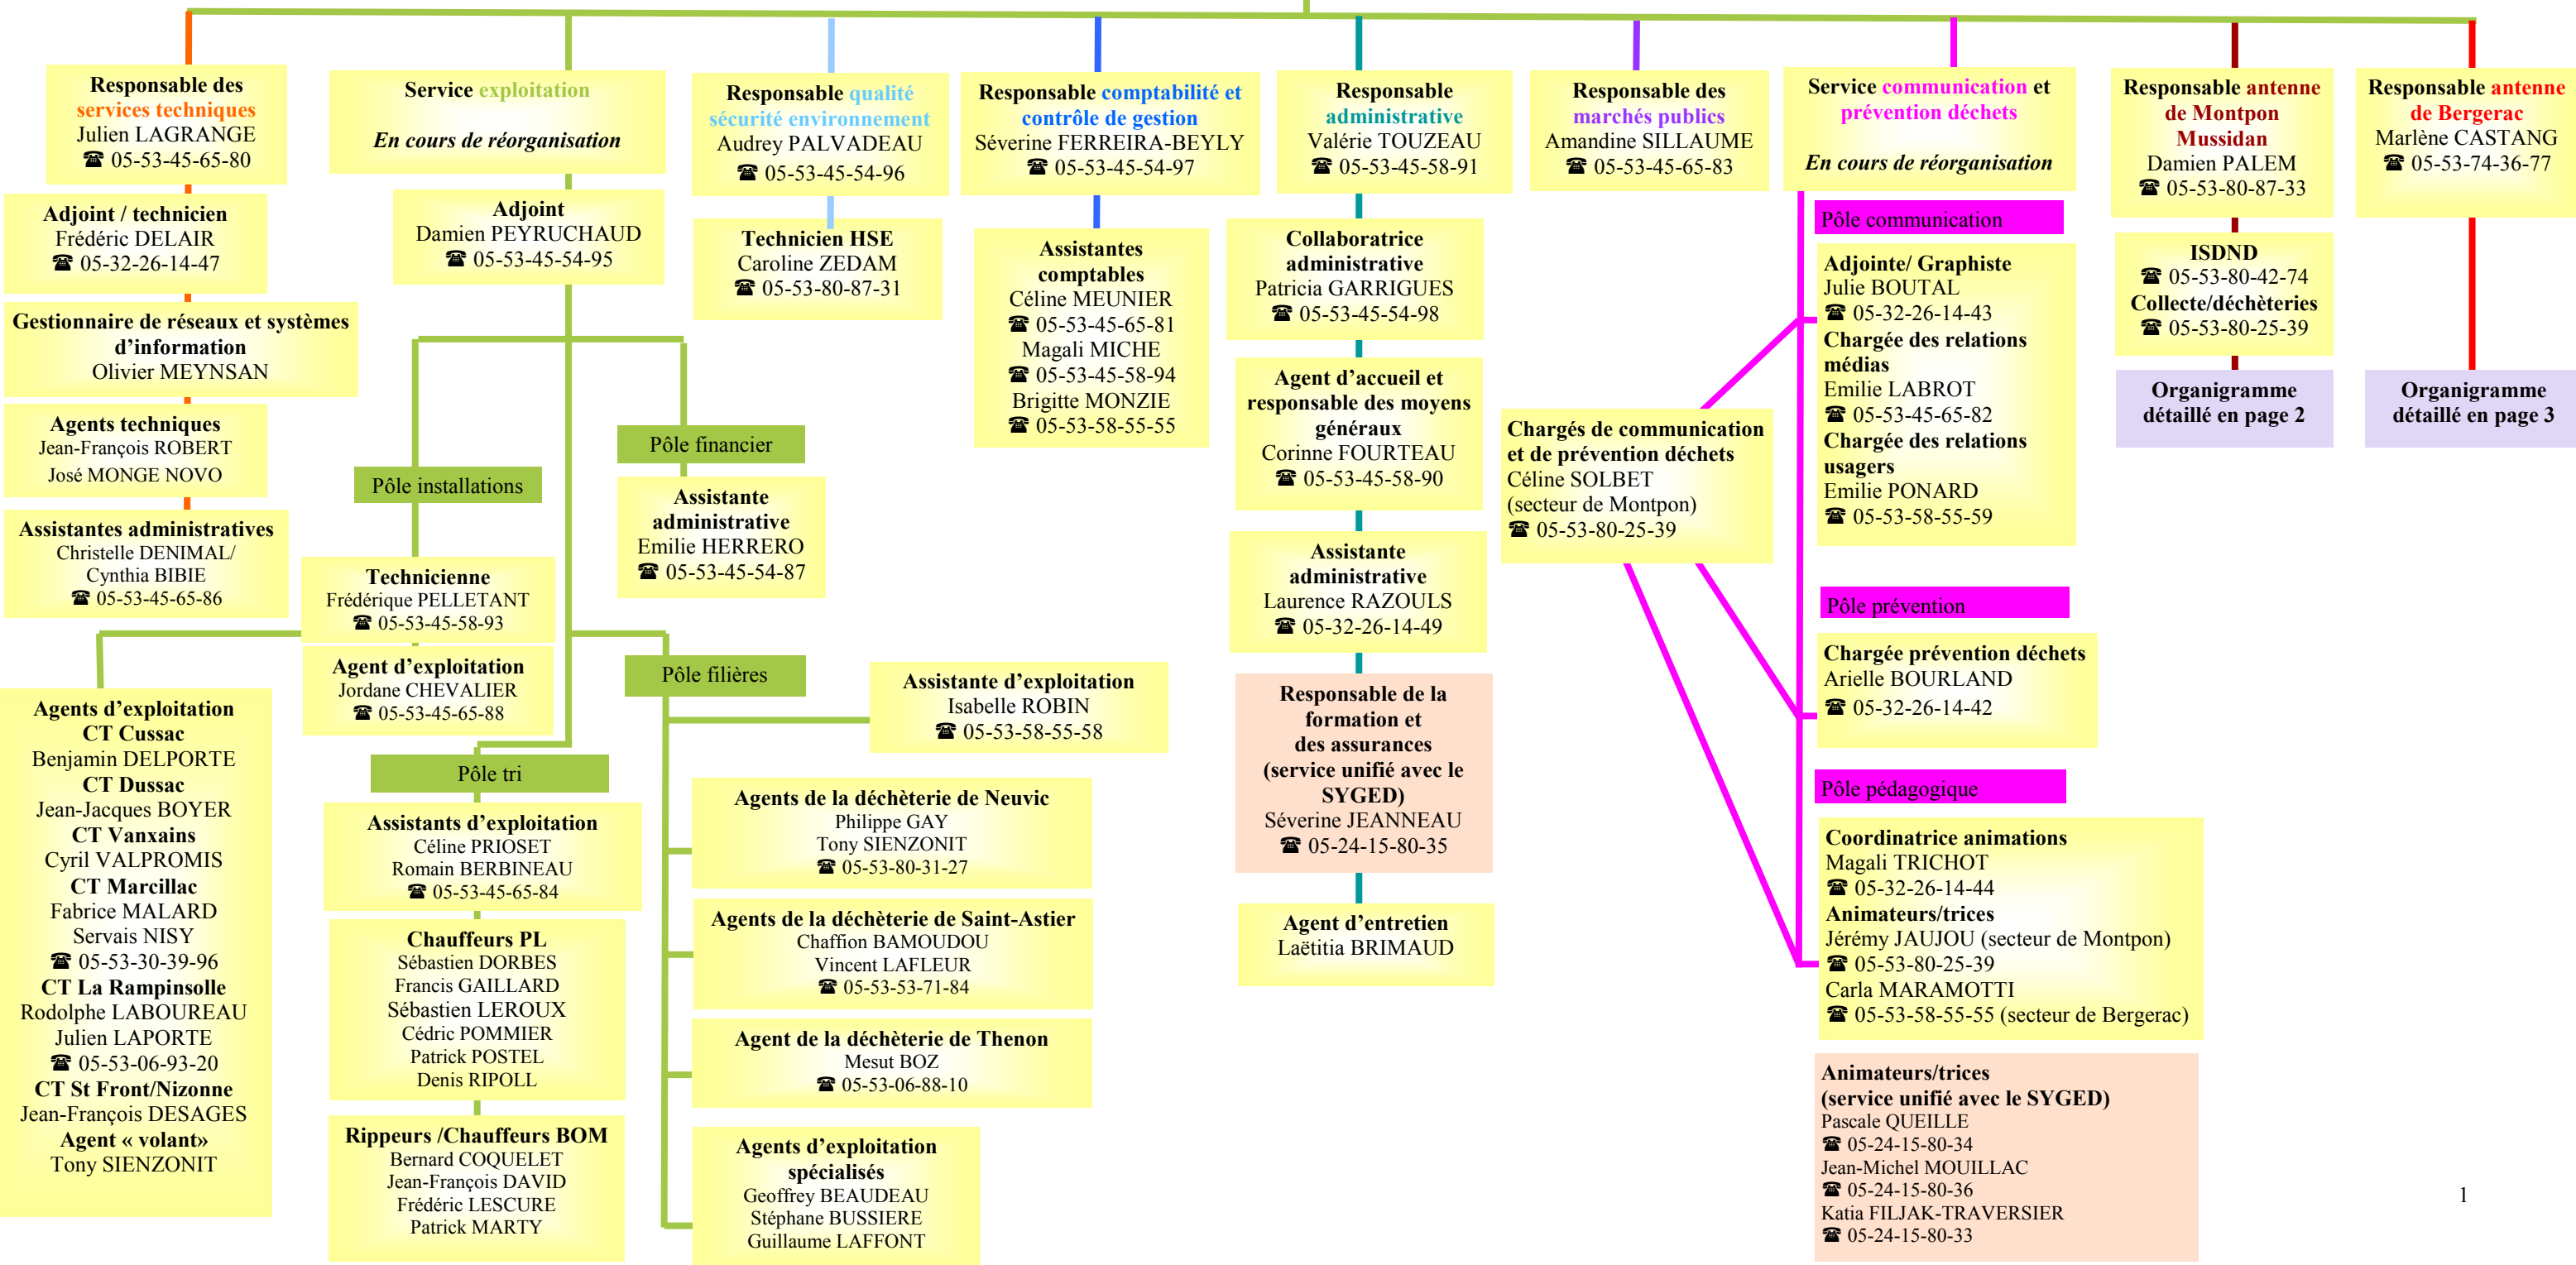 Responsable des
services techniques
Julien LAGRANGE
☎ 05-53-45-65-80
Adjoint / technicien
Frédéric DELAIR
☎ 05-32-26-14-47
Gestionnaire de réseaux et systèmes
d’information
Olivier MEYNSAN
Agents techniques
Jean-François ROBERT
José MONGE NOVO
Assistantes administratives
Christelle DENIMAL/
Cynthia BIBIE
☎ 05-53-45-65-86
Service exploitation
En cours de réorganisation
Adjoint
Damien PEYRUCHAUD
☎ 05-53-45-54-95
Pôle installations
Technicienne
Frédérique PELLETANT
☎ 05-53-45-58-93
Agent d’exploitation
Jordane CHEVALIER
☎ 05-53-45-65-88
Agents d’exploitation
CT Cussac
Benjamin DELPORTE
CT Dussac
Jean-Jacques BOYER
CT Vanxains
Cyril VALPROMIS
CT Marcillac
Fabrice MALARD
Servais NISY
☎ 05-53-30-39-96
CT La Rampinsolle
Rodolphe LABOUREAU
Julien LAPORTE
☎ 05-53-06-93-20
CT St Front/Nizonne
Jean-François DESAGES
Agent « volant»
Tony SIENZONIT
Pôle financier
Assistante
administrative
Emilie HERRERO
☎ 05-53-45-54-87
Pôle tri
Assistants d’exploitation
Céline PRIOSET
Romain BERBINEAU
☎ 05-53-45-65-84
Chauffeurs PL
Sébastien DORBES
Francis GAILLARD
Sébastien LEROUX
Cédric POMMIER
Patrick POSTEL
Denis RIPOLL
Rippeurs /Chauffeurs BOM
Bernard COQUELET
Jean-François DAVID
Frédéric LESCURE
Patrick MARTY
Pôle filières
Assistante d’exploitation
Isabelle ROBIN
☎ 05-53-58-55-58
Agents de la déchèterie de Neuvic
Philippe GAY
Tony SIENZONIT
☎ 05-53-80-31-27
Agents de la déchèterie de Saint-Astier
Chaffion BAMOUDOU
Vincent LAFLEUR
☎ 05-53-53-71-84
Agent de la déchèterie de Thenon
Mesut BOZ
☎ 05-53-06-88-10
Agents d’exploitation
spécialisés
Geoffrey BEAUDEAU
Stéphane BUSSIERE
Guillaume LAFFONT
Responsable qualité
sécurité environnement
Audrey PALVADEAU
☎ 05-53-45-54-96
Technicien HSE
Caroline ZEDAM
☎ 05-53-80-87-31
Responsable comptabilité et
contrôle de gestion
Séverine FERREIRA-BEYLY
☎ 05-53-45-54-97
Assistantes
comptables
Céline MEUNIER
☎ 05-53-45-65-81
Magali MICHE
☎ 05-53-45-58-94
Brigitte MONZIE
☎ 05-53-58-55-55
Responsable
administrative
Valérie TOUZEAU
☎ 05-53-45-58-91
Collaboratrice
administrative
Patricia GARRIGUES
☎ 05-53-45-54-98
Agent d’accueil et
responsable des moyens
généraux
Corinne FOURTEAU
☎ 05-53-45-58-90
Assistante
administrative
Laurence RAZOULS
☎ 05-32-26-14-49
Responsable de la
formation et
des assurances
(service unifié avec le
SYGED)
Séverine JEANNEAU
☎ 05-24-15-80-35
Agent d’entretien
Laëtitia BRIMAUD
Responsable des
marchés publics
Amandine SILLAUME
☎ 05-53-45-65-83
Service communication et
prévention déchets
En cours de réorganisation
Chargés de communication
et de prévention déchets
Céline SOLBET
(secteur de Montpon)
☎ 05-53-80-25-39
Pôle communication
Adjointe/ Graphiste
Julie BOUTAL
☎ 05-32-26-14-43
Chargée des relations
médias
Emilie LABROT
☎ 05-53-45-65-82
Chargée des relations
usagers
Emilie PONARD
☎ 05-53-58-55-59
Pôle prévention
Chargée prévention déchets
Arielle BOURLAND
☎ 05-32-26-14-42
Pôle pédagogique
Coordinatrice animations
Magali TRICHOT
☎ 05-32-26-14-44
Animateurs/trices
Jérémy JAUJOU (secteur de Montpon)
☎ 05-53-80-25-39
Carla MARAMOTTI
☎ 05-53-58-55-55 (secteur de Bergerac)
Animateurs/trices
(service unifié avec le SYGED)
Pascale QUEILLE
☎ 05-24-15-80-34
Jean-Michel MOUILLAC
☎ 05-24-15-80-36
Katia FILJAK-TRAVERSIER
☎ 05-24-15-80-33
Responsable antenne
de Montpon
Mussidan
Damien PALEM
☎ 05-53-80-87-33
ISDND
☎ 05-53-80-42-74
Collecte/déchèteries
☎ 05-53-80-25-39
Organigramme
détaillé en page 2
Responsable antenne
de Bergerac
Marlène CASTANG
☎ 05-53-74-36-77
Organigramme
détaillé en page 3
1